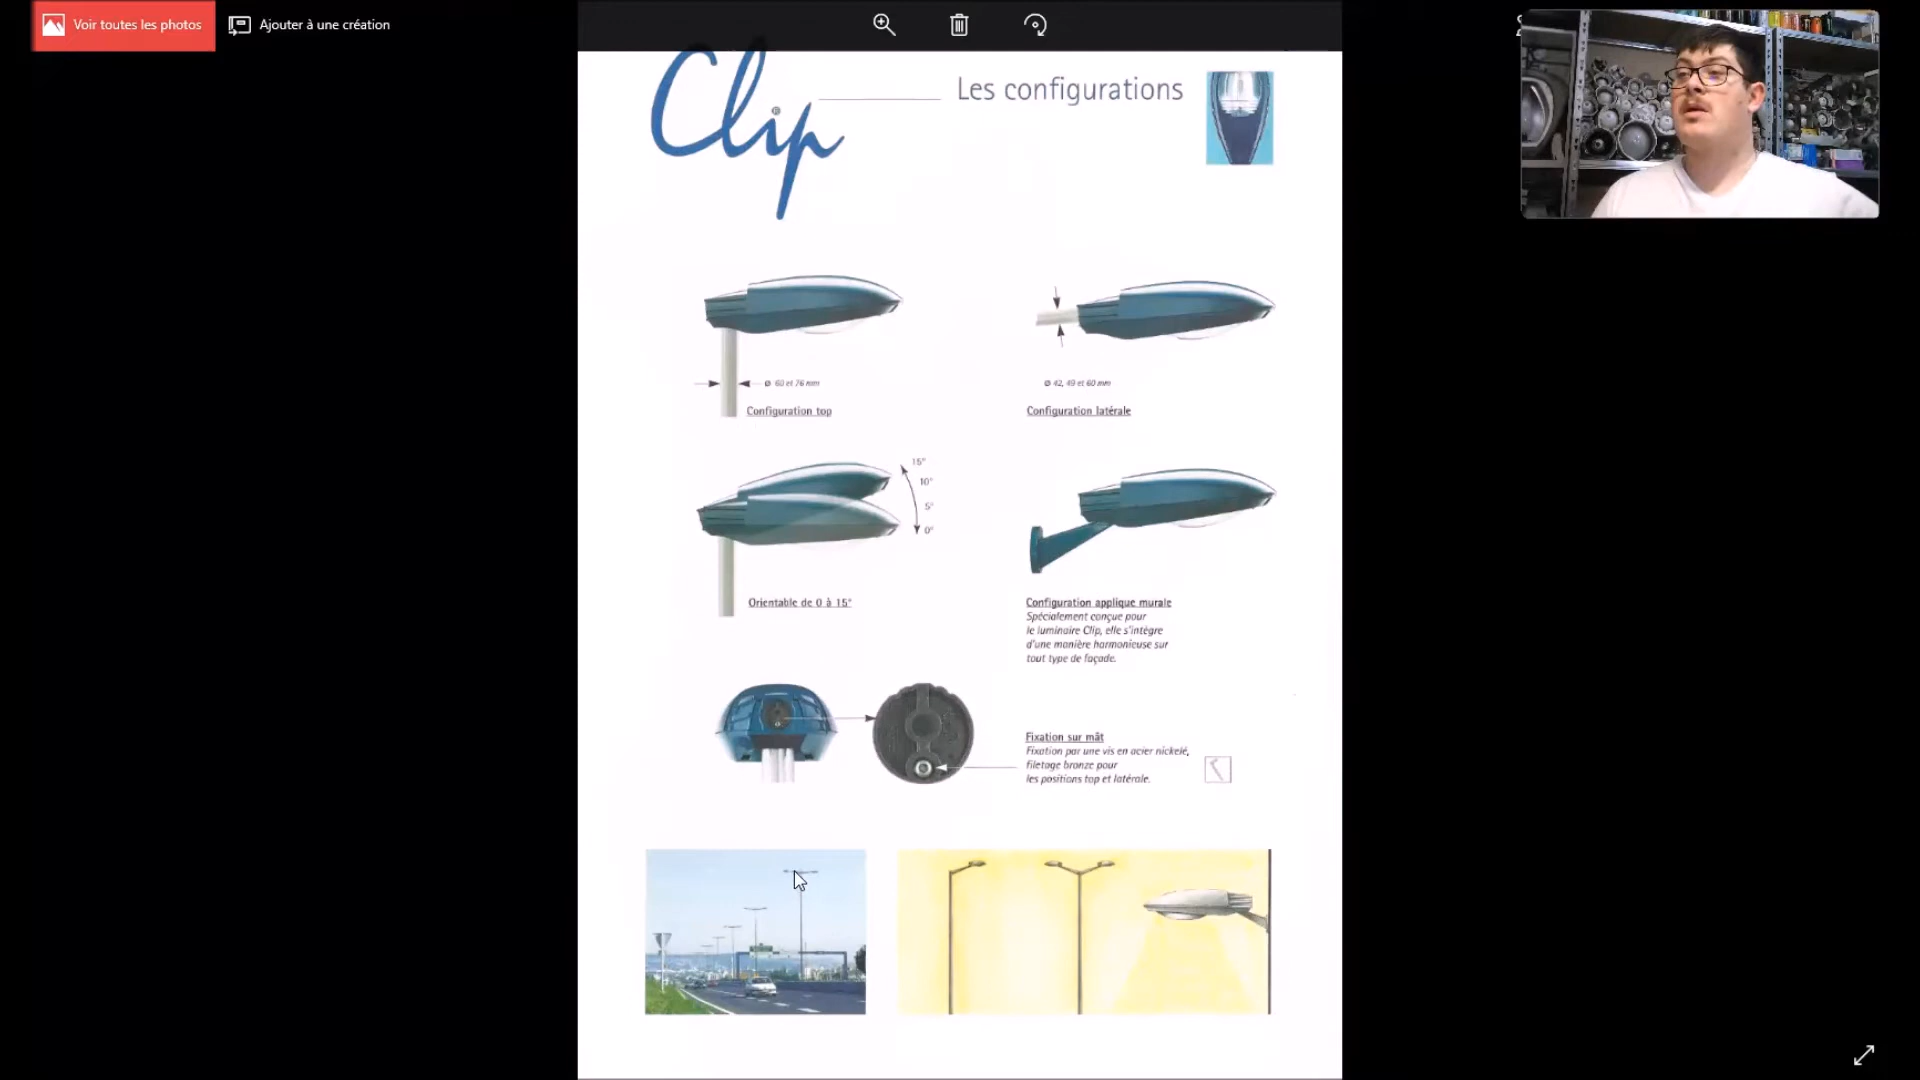 Voir toutes les photos
Ajouter à une création
Clip
Les configurations
Ø 60 et 76 mm
Configuration top
Ø 42, 49 et 60 mm
Configuration latérale
15°
10°
5°
0°
Orientable de 0 à 15°
Configuration applique murale
Spécialement conçue pour
le luminaire Clip, elle s'intègre
d'une manière harmonieuse sur
tout type de façade.
Fixation sur mât
Fixation par une vis en acier nickelé,
filetage bronze pour
les positions top et latérale.